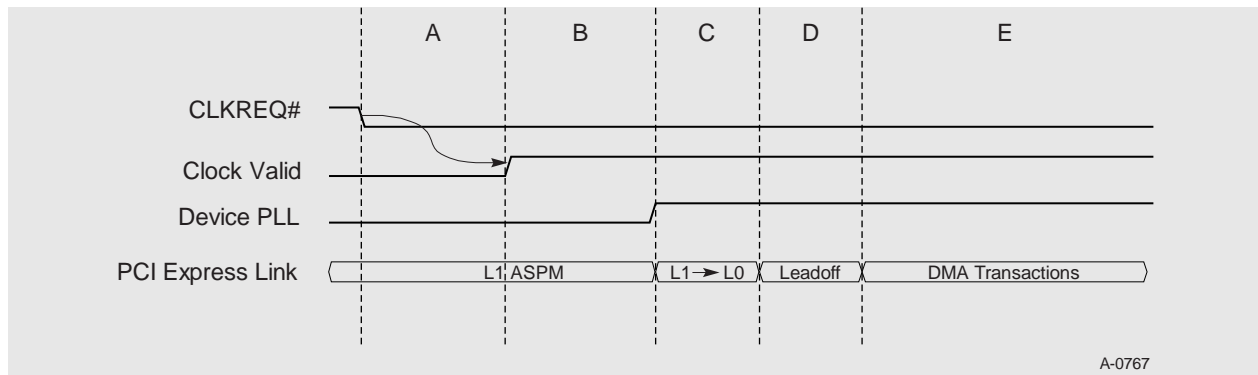 A B C D E
CLKREQ#
Clock Valid
Device PLL
PCI Express Link L1 ASPM L1 → L0 Leadoff DMA Transactions
A-0767